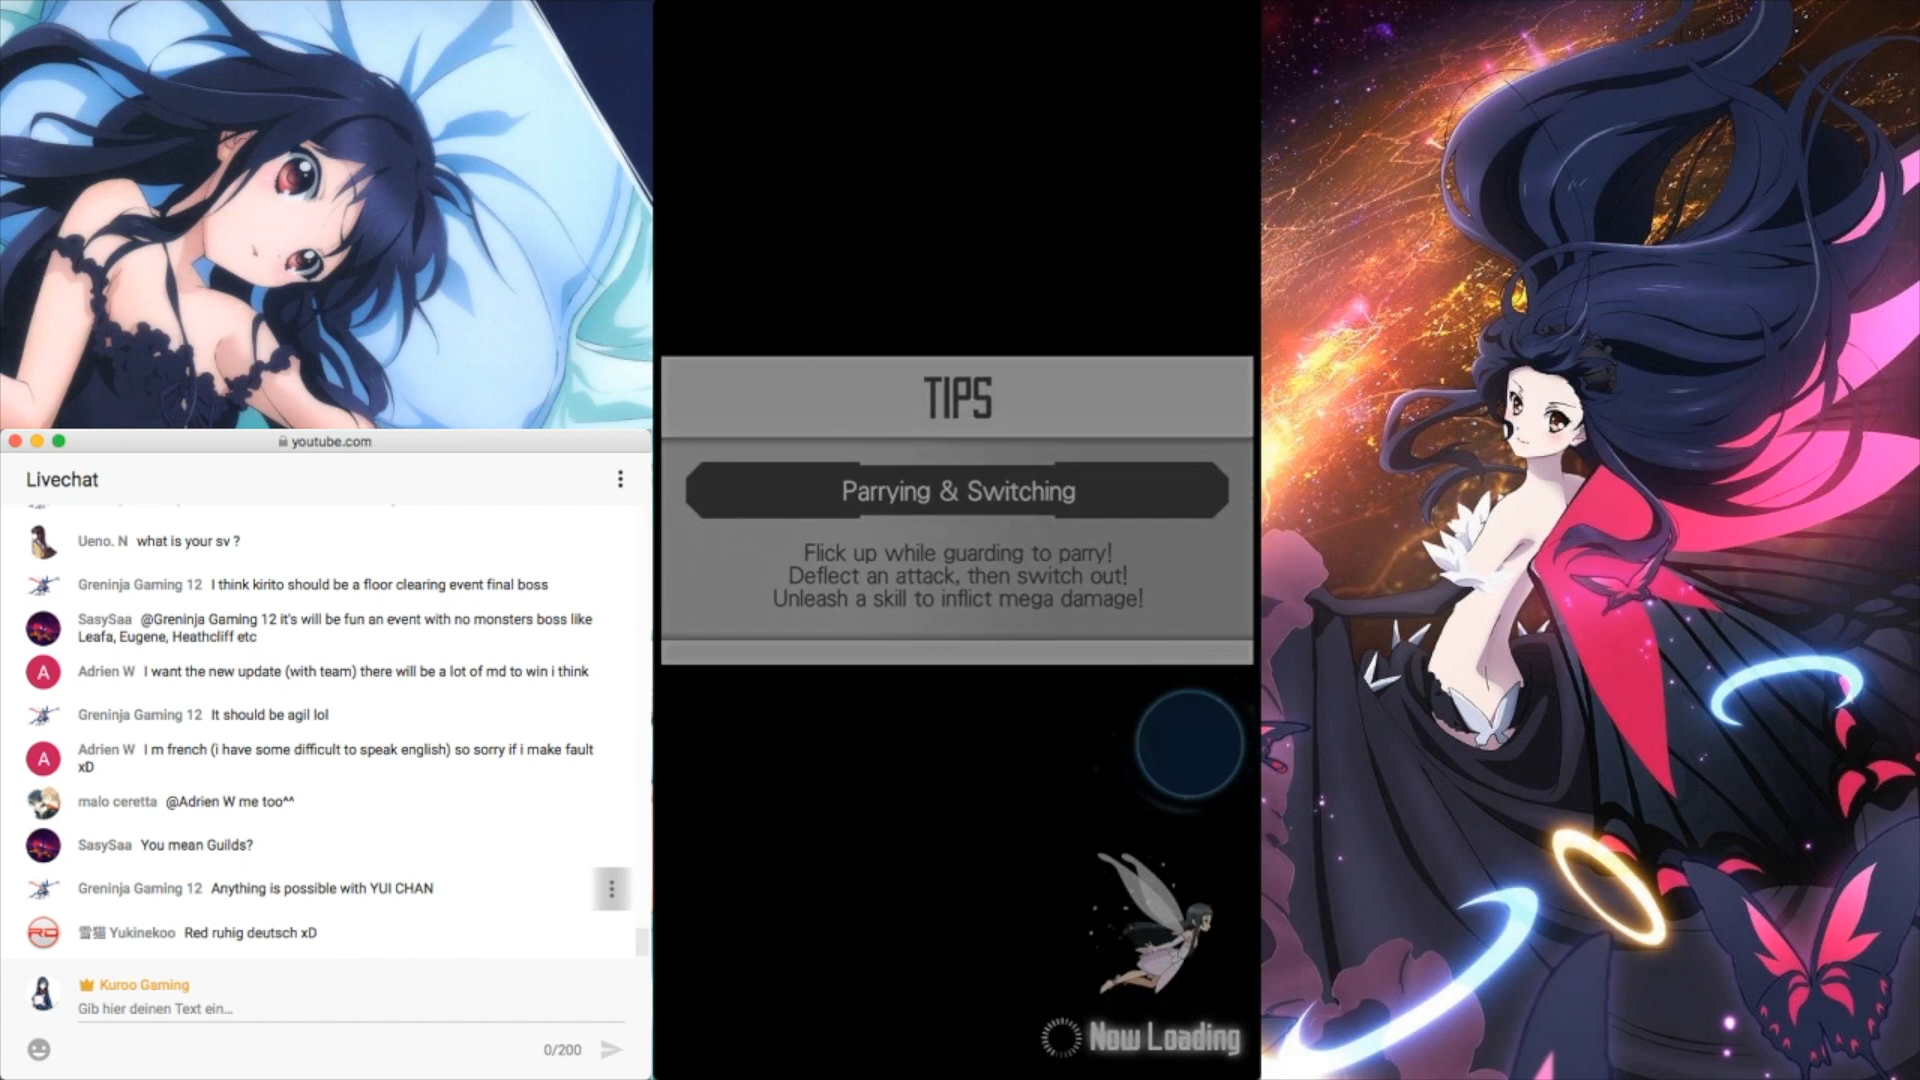 youtube.com
Livechat
Ueno. N what is your sv ?
Greninja Gaming 12 I think kirito should be a floor clearing event final boss
SasySaa @Greninja Gaming 12 it's will be fun an event with no monsters boss like
Leafa, Eugene, Heathcliff etc
A
Adrien W I want the new update (with team) there will be a lot of md to win i think
Greninja Gaming 12 It should be agil lol
A
Adrien W I m french (i have some difficult to speak english) so sorry if i make fault
xD
malo ceretta @Adrien W me too^^
SasySaa You mean Guilds?
Greninja Gaming 12 Anything is possible with YUI CHAN
RD
雪猫 Yukinekoo Red ruhig deutsch xD
Kuroo Gaming
Gib hier deinen Text ein...
0/200
TIPS
Parrying & Switching
Flick up while guarding to parry!
Deflect an attack, then switch out!
Unleash a skill to inflict mega damage!
Now Loading